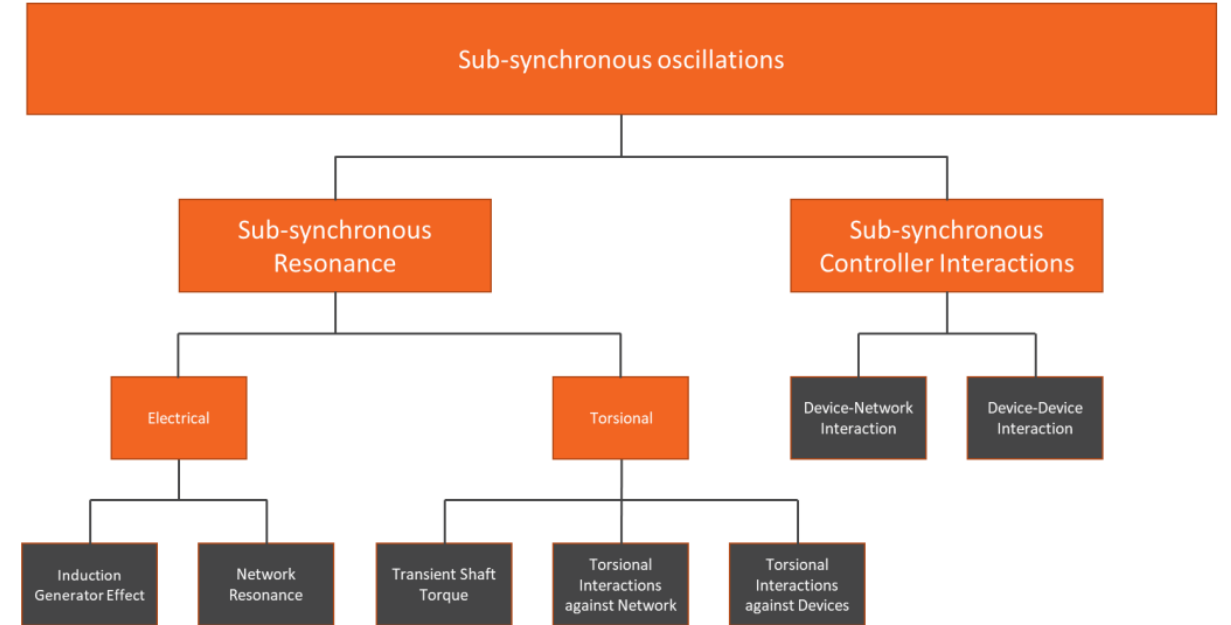 Sub-synchronous oscillations
Sub-synchronous
Resonance
Sub-synchronous
Controller Interactions
Electrical
Torsional
Device-Network
Interaction
Device-Device
Interaction
Induction
Generator Effect
Network
Resonance
Transient Shaft
Torque
Torsional
Interactions
against Network
Torsional
Interactions
against Devices